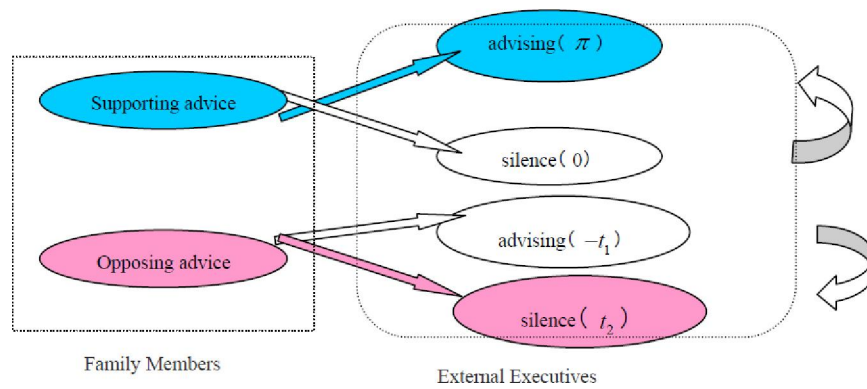 advising( π )
Supporting advice
silence( 0)
advising( −t₁)
Opposing advice
silence( t₂)
Family Members
External Executives